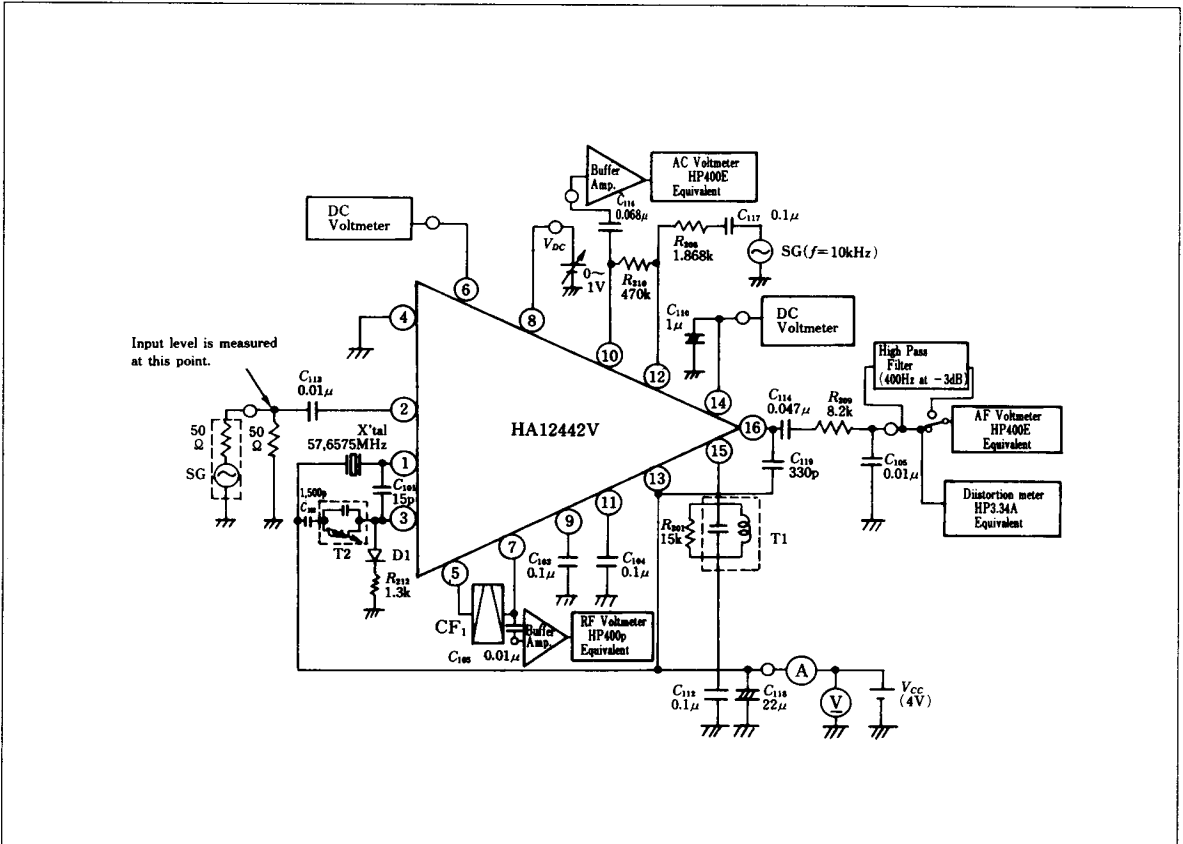 Buffer
Amp.
AC Voltmeter
HP400E
Equivalent
C116
0.068μ
DC
Voltmeter
C117 0.1μ
VDC
1.868k
SG(f=10kHz)
0~
1V
R210
470k
6
8
4
C110
1μ
DC
Voltmeter
Input level is measured
at this point.
10
12
High Pass
Filter
(400Hz at −3dB)
C113
0.01μ
14
C114
0.047μ
R209
8.2k
2
HA12442V
16
AF Voltmeter
HP400E
Equivalent
50
Ω
50
Ω
X'tal
57,6575MHz
15
SG
1
C101
15p
13
C119
330p
C105
0.01μ
Diistortion meter
HP3.34A
Equivalent
1,500p
3
11
R201
15k
T1
T2
D1
9
R212
1.3k
7
C103
0.1μ
C104
0.1μ
5
CF1
Buffer
Amp.
RF Voltmeter
HP400p
Equivalent
0.01μ
A
C112
0.1μ
C118
22μ
V
VCC
(4V)